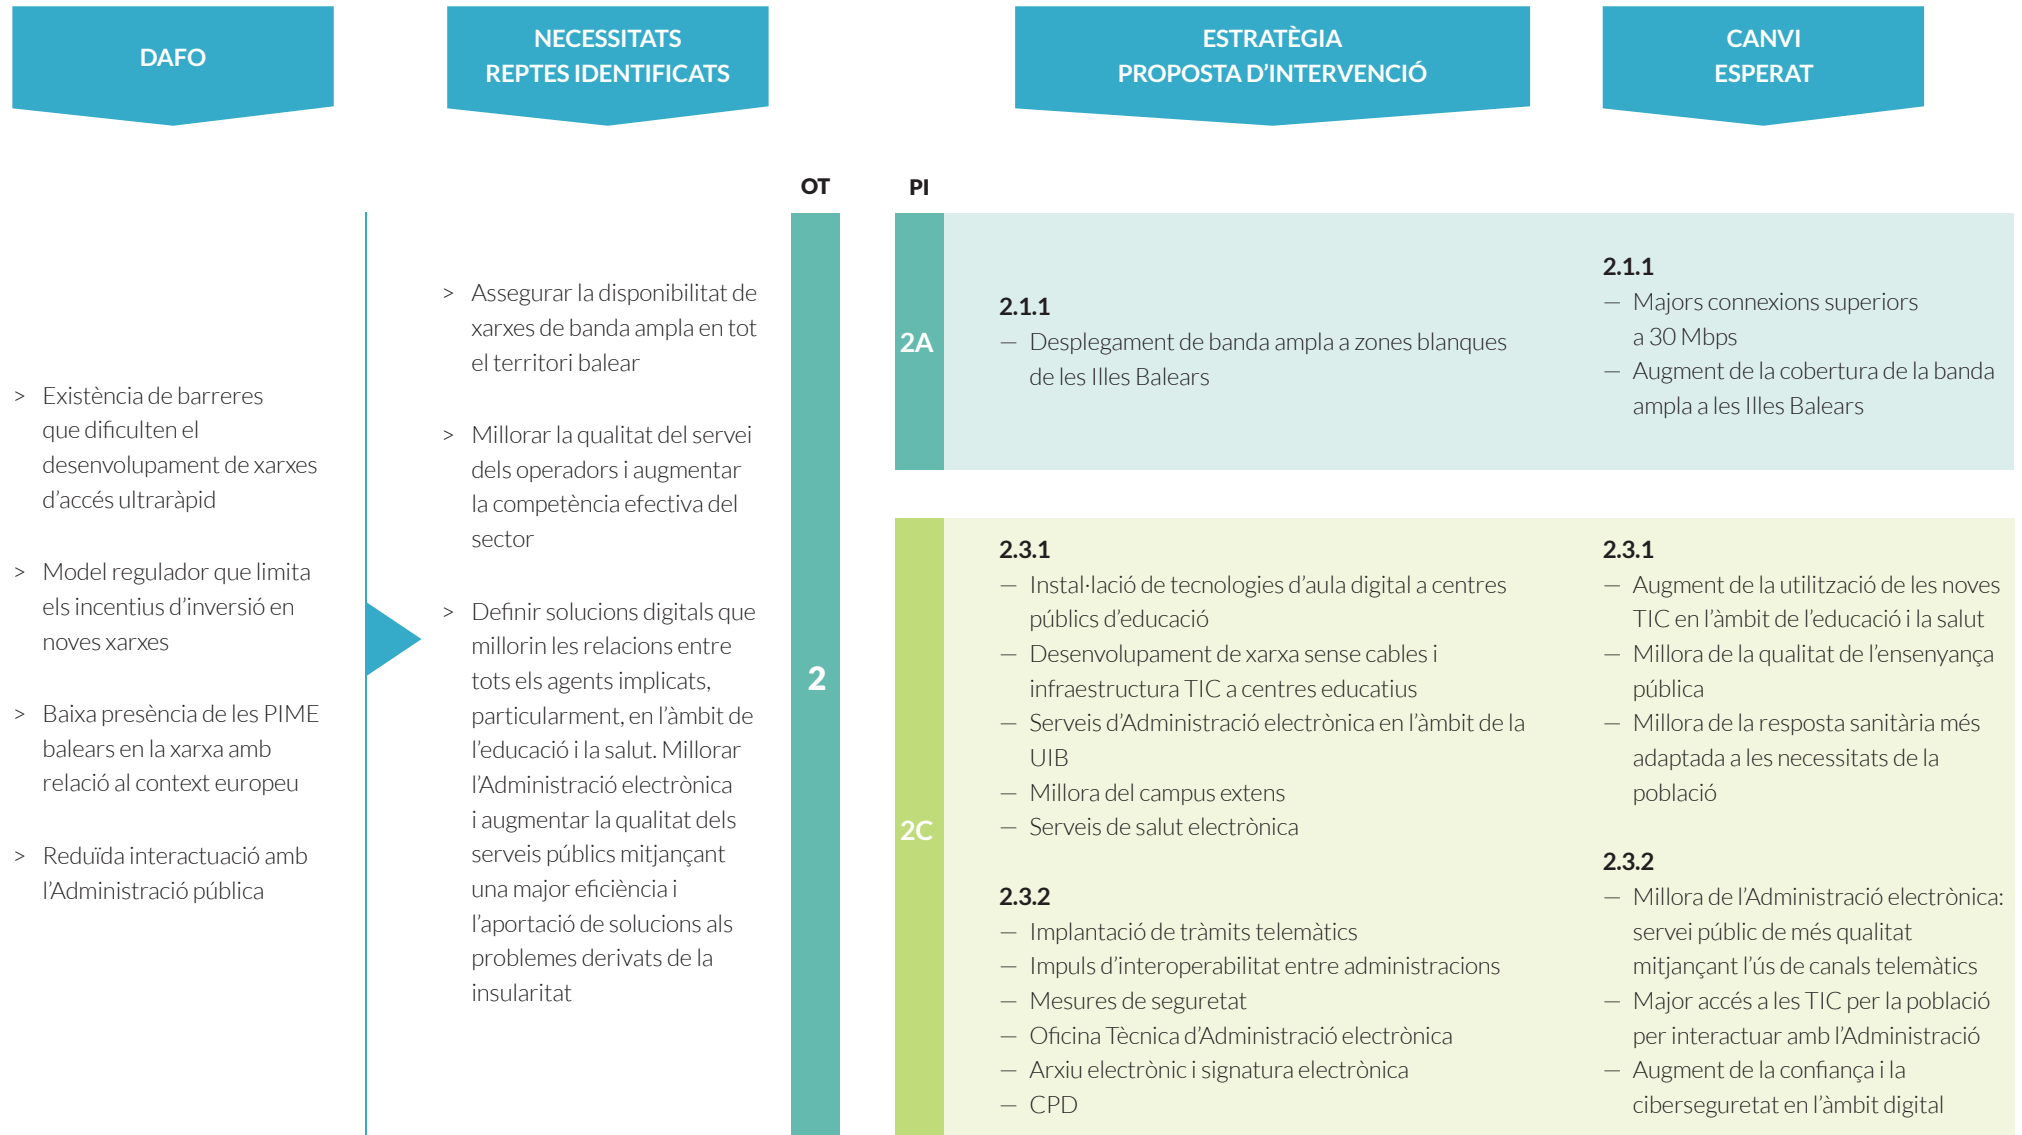 DAFO
NECESSITATS
REPTES IDENTIFICATS
ESTRATÈGIA
PROPOSTA D’INTERVENCIÓ
CANVI
ESPERAT
> Existència de barreres
que dificulten el
desenvolupament de xarxes
d’accés ultraràpid
> Model regulador que limita
els incentius d’inversió en
noves xarxes
> Baixa presència de les PIME
balears en la xarxa amb
relació al context europeu
> Reduïda interactuació amb
l’Administració pública
> Assegurar la disponibilitat de
xarxes de banda ampla en tot
el territori balear
> Millorar la qualitat del servei
dels operadors i augmentar
la competència efectiva del
sector
> Definir solucions digitals que
millorin les relacions entre
tots els agents implicats,
particularment, en l’àmbit de
l’educació i la salut. Millorar
l’Administració electrònica
i augmentar la qualitat dels
serveis públics mitjançant
una major eficiència i
l’aportació de solucions als
problemes derivats de la
insularitat
OT
2
PI
2A
2.1.1
— Desplegament de banda ampla a zones blanques
de les Illes Balears
2.1.1
— Majors connexions superiors
a 30 Mbps
— Augment de la cobertura de la banda
ampla a les Illes Balears
2C
2.3.1
— Instal·lació de tecnologies d’aula digital a centres
públics d’educació
— Desenvolupament de xarxa sense cables i
infraestructura TIC a centres educatius
— Serveis d’Administració electrònica en l’àmbit de la
UIB
— Millora del campus extens
— Serveis de salut electrònica
2.3.2
— Implantació de tràmits telemàtics
— Impuls d’interoperabilitat entre administracions
— Mesures de seguretat
— Oficina Tècnica d’Administració electrònica
— Arxiu electrònic i signatura electrònica
— CPD
2.3.1
— Augment de la utilització de les noves
TIC en l’àmbit de l’educació i la salut
— Millora de la qualitat de l’ensenyança
pública
— Millora de la resposta sanitària més
adaptada a les necessitats de la
població
2.3.2
— Millora de l’Administració electrònica:
servei públic de més qualitat
mitjançant l’ús de canals telemàtics
— Major accés a les TIC per la població
per interactuar amb l’Administració
— Augment de la confiança i la
ciberseguretat en l’àmbit digital